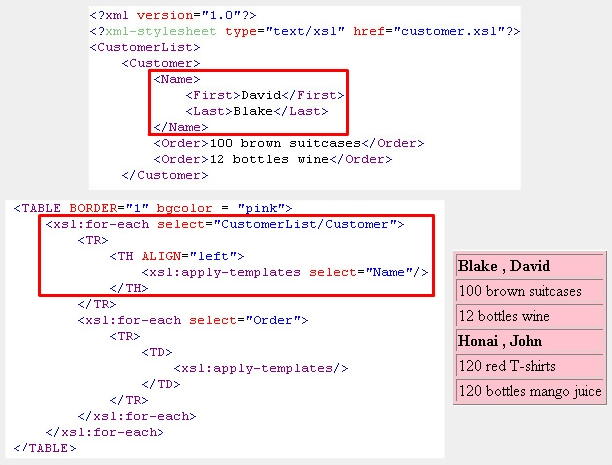 <?xml version="1.0"?>
<?xml-stylesheet type="text/xsl" href="customer.xsl"?>
<CustomerList>
<Customer>
<Name>
<First>David</First>
<Last>Blake</Last>
</Name>
<Order>100 brown suitcases</Order>
<Order>12 bottles wine</Order>
</Customer>
<TABLE BORDER="1" bgcolor = "pink">
<xsl:for-each select="CustomerList/Customer">
<TR>
<TH ALIGN="left">
<xsl:apply-templates select="Name"/>
</TH>
</TR>
<xsl:for-each select="Order">
<TR>
<TD>
<xsl:apply-templates/>
</TD>
</TR>
</xsl:for-each>
</xsl:for-each>
</TABLE>
Blake , David
100 brown suitcases
12 bottles wine
Honai , John
120 red T-shirts
120 bottles mango juice